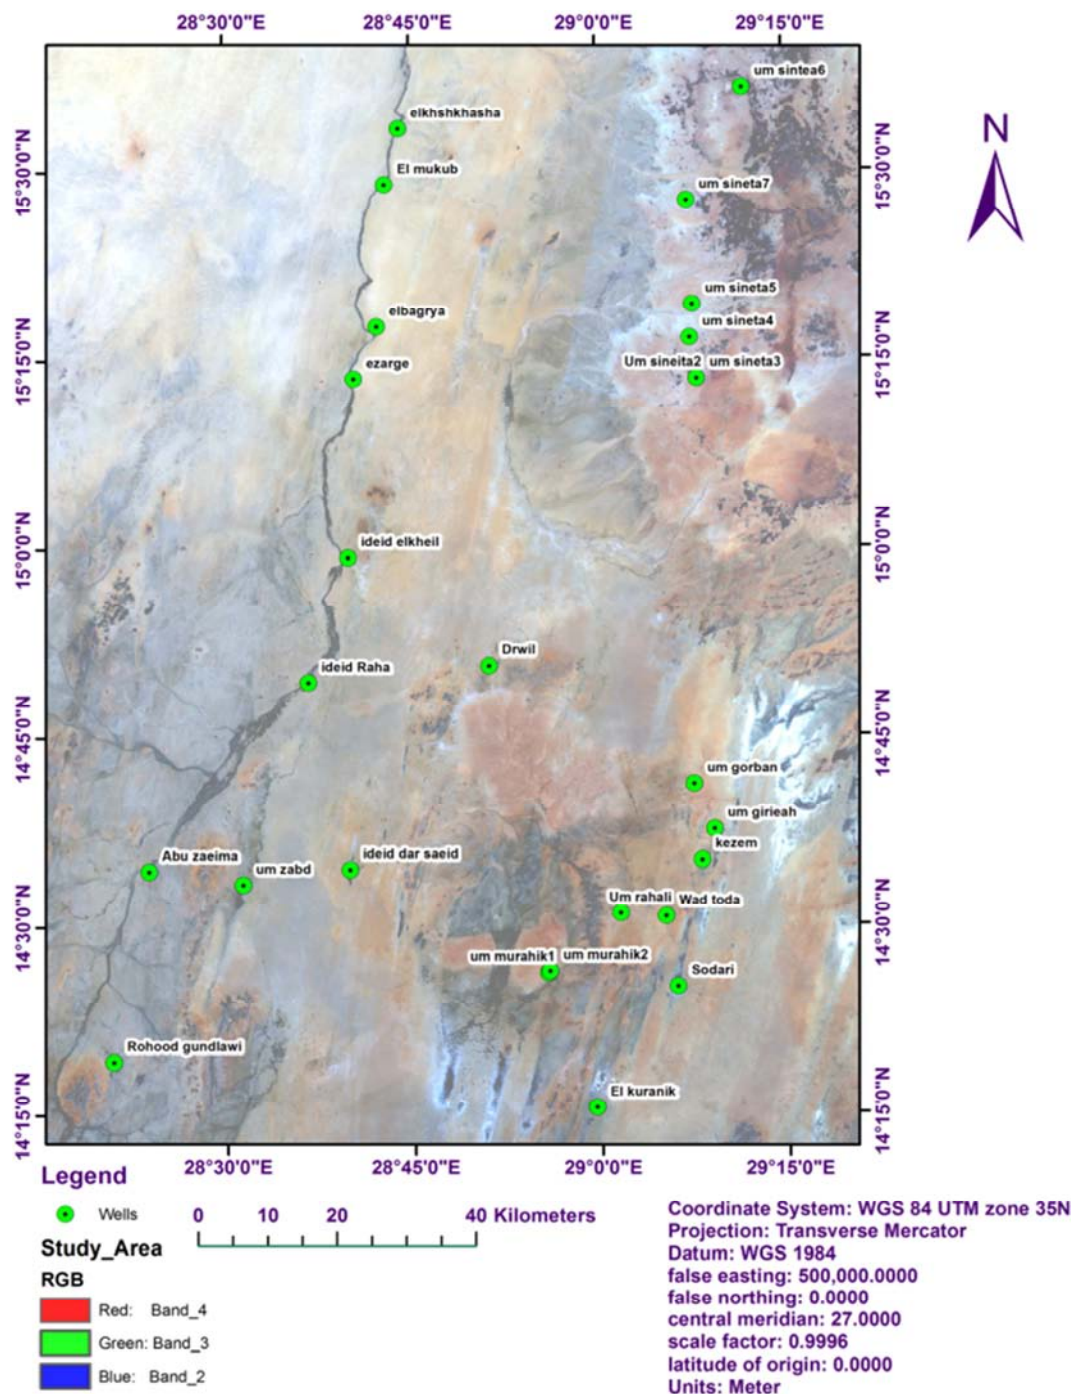 28°30'0"E 28°45'0"E 29°0'0"E 29°15'0"E
um sintea6
N
elkhshkhasha
15°30'0"N
El mukub
15°30'0"N
um sineta7
um sineta5
elbagrya
um sineta4
15°15'0"N
ezarge
Um sineita2 um sineta3
15°15'0"N
15°0'0"N
ideid elkheil
15°0'0"N
Drwil
ideid Raha
14°45'0"N
14°45'0"N
um gorban
um girieah
kezem
Abu zaeima
um zabd
ideid dar saeid
Um rahali Wad toda
14°30'0"N
14°30'0"N
um murahik1 um murahik2
Sodari
Rohood gundlawi
El kuranik
14°15'0"N
14°15'0"N
28°30'0"E 28°45'0"E 29°0'0"E 29°15'0"E
Legend
Wells
0 10 20 40 Kilometers
Study_Area
RGB
Red: Band_4
Green: Band_3
Blue: Band_2
Coordinate System: WGS 84 UTM zone 35N
Projection: Transverse Mercator
Datum: WGS 1984
false easting: 500,000.0000
false northing: 0.0000
central meridian: 27.0000
scale factor: 0.9996
latitude of origin: 0.0000
Units: Meter